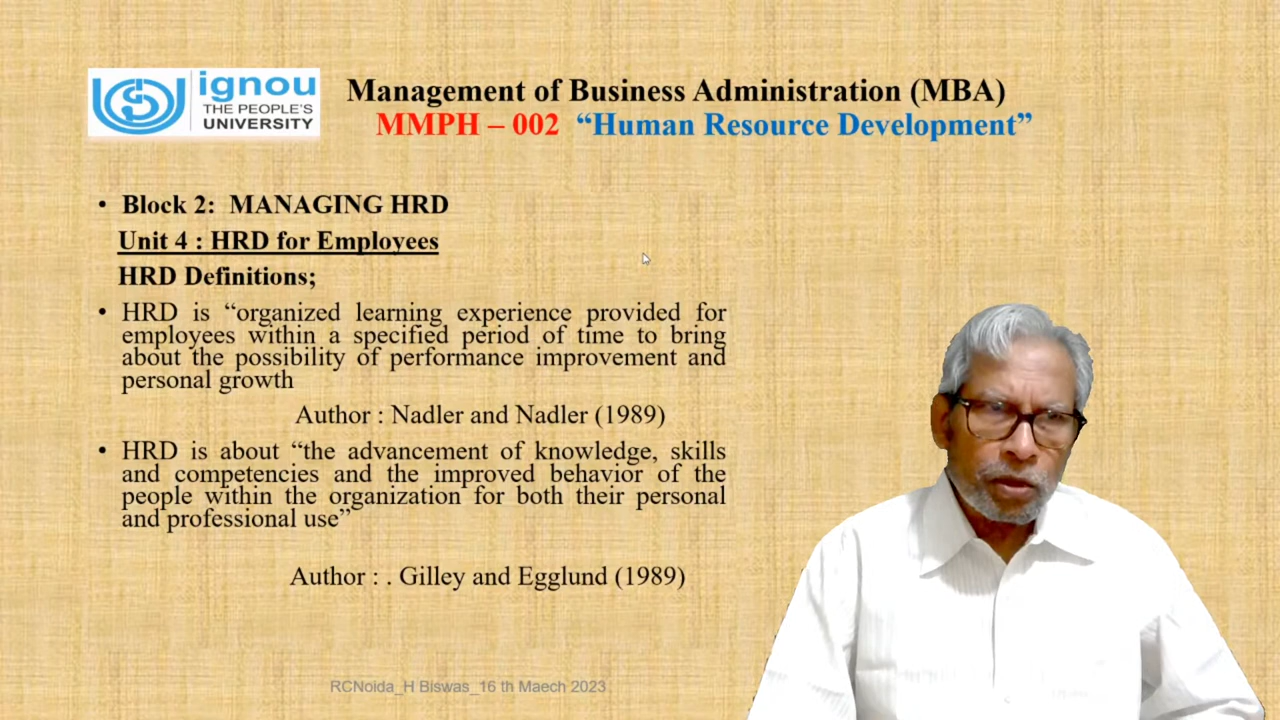 ignou
THE PEOPLE'S
UNIVERSITY
Management of Business Administration (MBA)
MMPH – 002 “Human Resource Development”
• Block 2: MANAGING HRD
Unit 4 : HRD for Employees
HRD Definitions;
• HRD is “organized learning experience provided for
employees within a specified period of time to bring
about the possibility of performance improvement and
personal growth
Author : Nadler and Nadler (1989)
• HRD is about “the advancement of knowledge, skills
and competencies and the improved behavior of the
people within the organization for both their personal
and professional use”
Author : . Gilley and Egglund (1989)
RCNoida_H Biswas_16 th Maech 2023